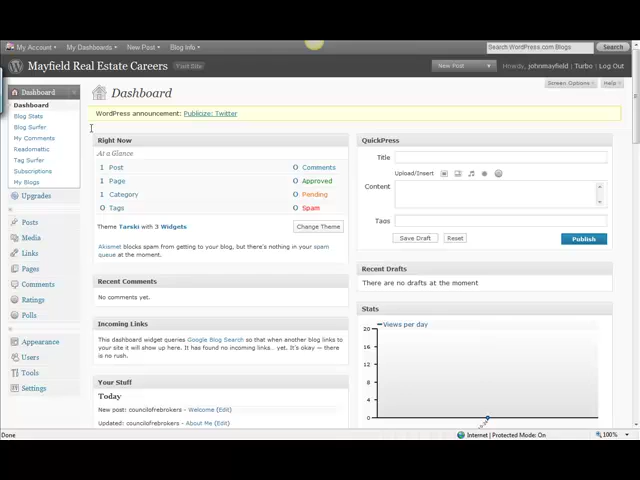 My Account My Dashboards New Post Blog Info Search WordPress.com Blogs Search
Mayfield Real Estate Careers Visit Site New Post Howdy, johnmayfield | Turbo | Log Out
Screen Options Help
Dashboard
Dashboard
WordPress announcement: Publicize: Twitter
Dashboard
Blog Stats
Blog Surfer
My Comments
Readomattic
Tag Surfer
Subscriptions
My Blogs
Upgrades
Posts
Media
Links
Pages
Comments
Ratings
Polls
Appearance
Users
Tools
Settings
Right Now
At a Glance
1 Post 0 Comments
1 Page 0 Approved
1 Category 0 Pending
0 Tags 0 Spam
Theme Tarski with 3 Widgets Change Theme
Akismet blocks spam from getting to your blog, but there's nothing in your spam
queue at the moment.
Recent Comments
No comments yet.
Incoming Links
This dashboard widget queries Google Blog Search so that when another blog links to
your site it will show up here. It has found no incoming links... yet. It's okay — there
is no rush.
Your Stuff
Today
New post: councilofrebrokers - Welcome (Edit)
Updated: councilofrebrokers - About Me (Edit)
QuickPress
Title
Upload/Insert
Content
Tags
Save Draft Reset Publish
Recent Drafts
There are no drafts at the moment
Stats
Views per day
20
16
12
8
4
0
Done Internet | Protected Mode: On 100%